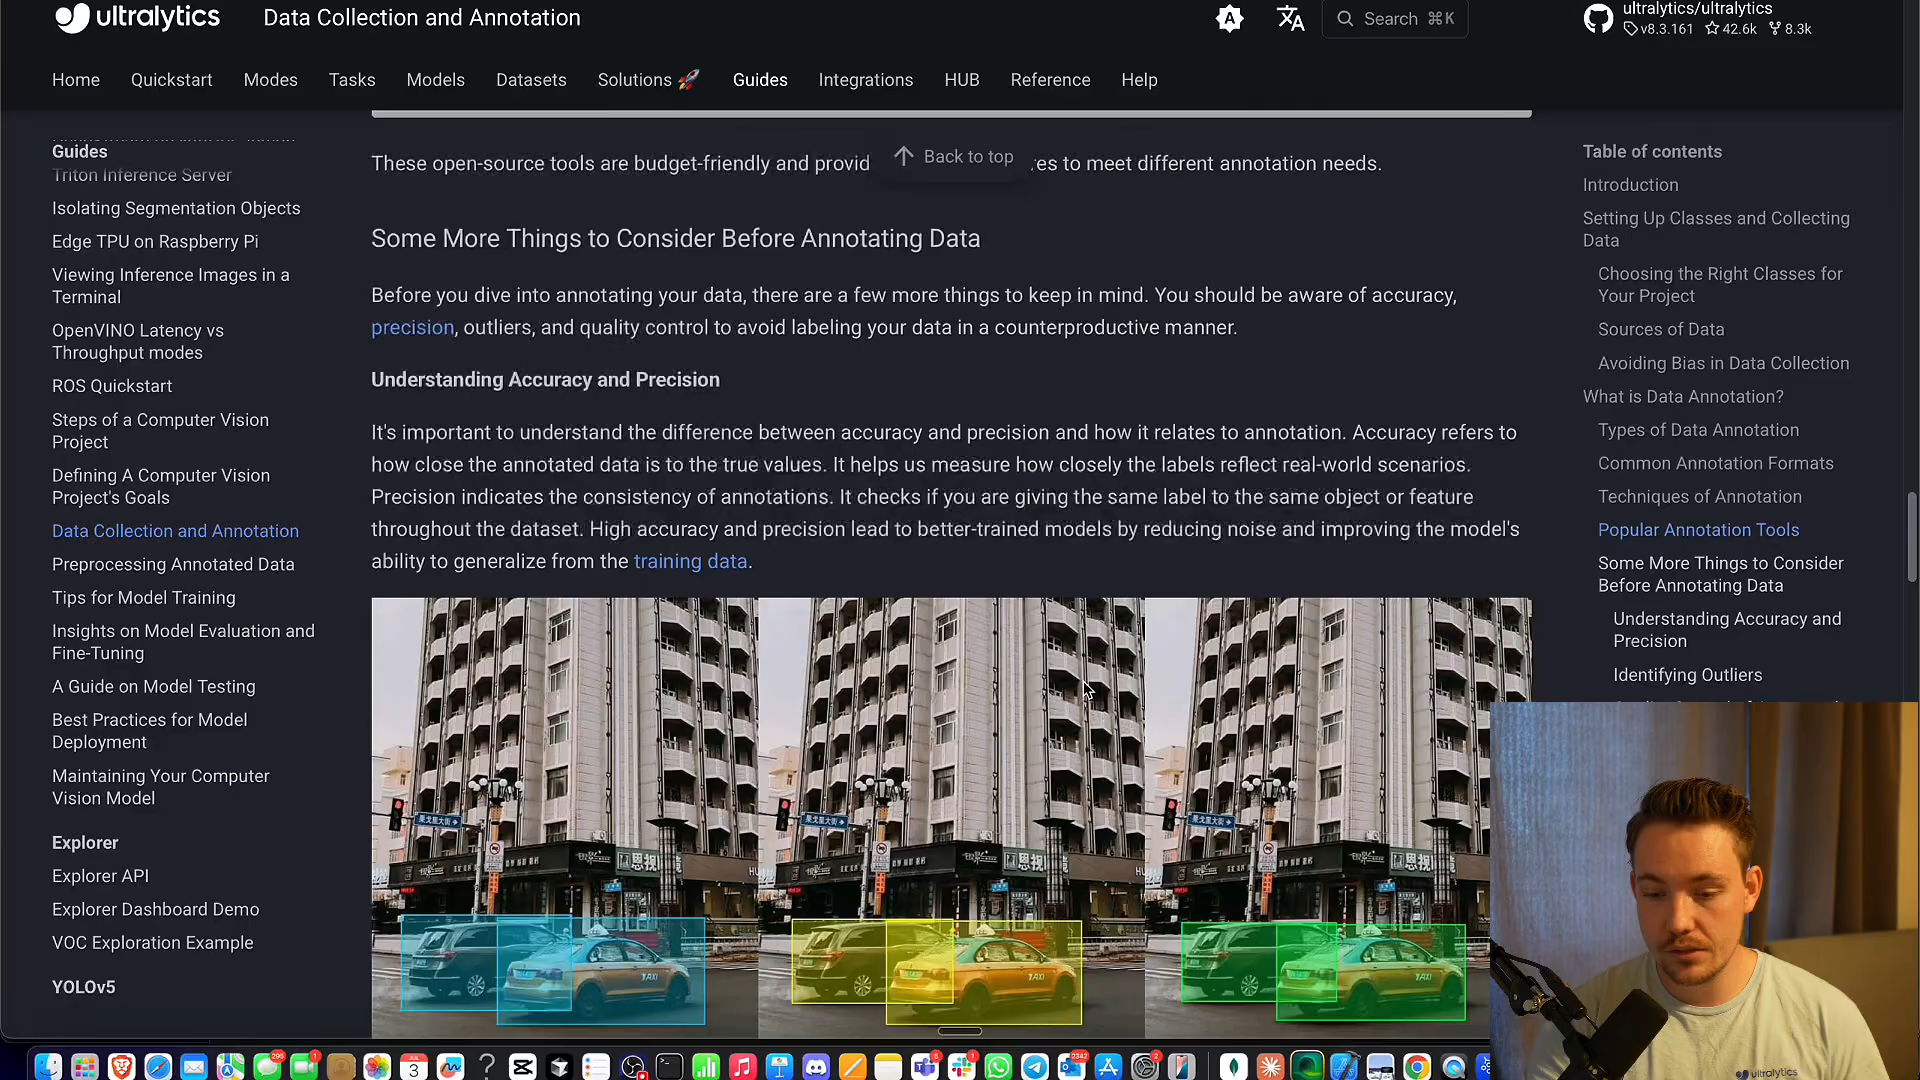 ultralytics
Data Collection and Annotation
A
Search ⌘K
ultralytics/ultralytics
v8.3.161 42.6k 8.3k
Home Quickstart Modes Tasks Models Datasets Solutions 🚀 Guides Integrations HUB Reference Help
Guides
Triton Inference Server
Isolating Segmentation Objects
Edge TPU on Raspberry Pi
Viewing Inference Images in a
Terminal
OpenVINO Latency vs
Throughput modes
ROS Quickstart
Steps of a Computer Vision
Project
Defining A Computer Vision
Project's Goals
Data Collection and Annotation
Preprocessing Annotated Data
Tips for Model Training
Insights on Model Evaluation and
Fine-Tuning
A Guide on Model Testing
Best Practices for Model
Deployment
Maintaining Your Computer
Vision Model
Explorer
Explorer API
Explorer Dashboard Demo
VOC Exploration Example
YOLOv5
These open-source tools are budget-friendly and provid
Back to top
es to meet different annotation needs.
Some More Things to Consider Before Annotating Data
Before you dive into annotating your data, there are a few more things to keep in mind. You should be aware of accuracy,
precision, outliers, and quality control to avoid labeling your data in a counterproductive manner.
Understanding Accuracy and Precision
It's important to understand the difference between accuracy and precision and how it relates to annotation. Accuracy refers to
how close the annotated data is to the true values. It helps us measure how closely the labels reflect real-world scenarios.
Precision indicates the consistency of annotations. It checks if you are giving the same label to the same object or feature
throughout the dataset. High accuracy and precision lead to better-trained models by reducing noise and improving the model's
ability to generalize from the training data.
TAXI
TAXI
TAXI
Table of contents
Introduction
Setting Up Classes and Collecting
Data
Choosing the Right Classes for
Your Project
Sources of Data
Avoiding Bias in Data Collection
What is Data Annotation?
Types of Data Annotation
Common Annotation Formats
Techniques of Annotation
Popular Annotation Tools
Some More Things to Consider
Before Annotating Data
Understanding Accuracy and
Precision
Identifying Outliers
ultralytics
296
1
JUL
3
6
1
2342
2